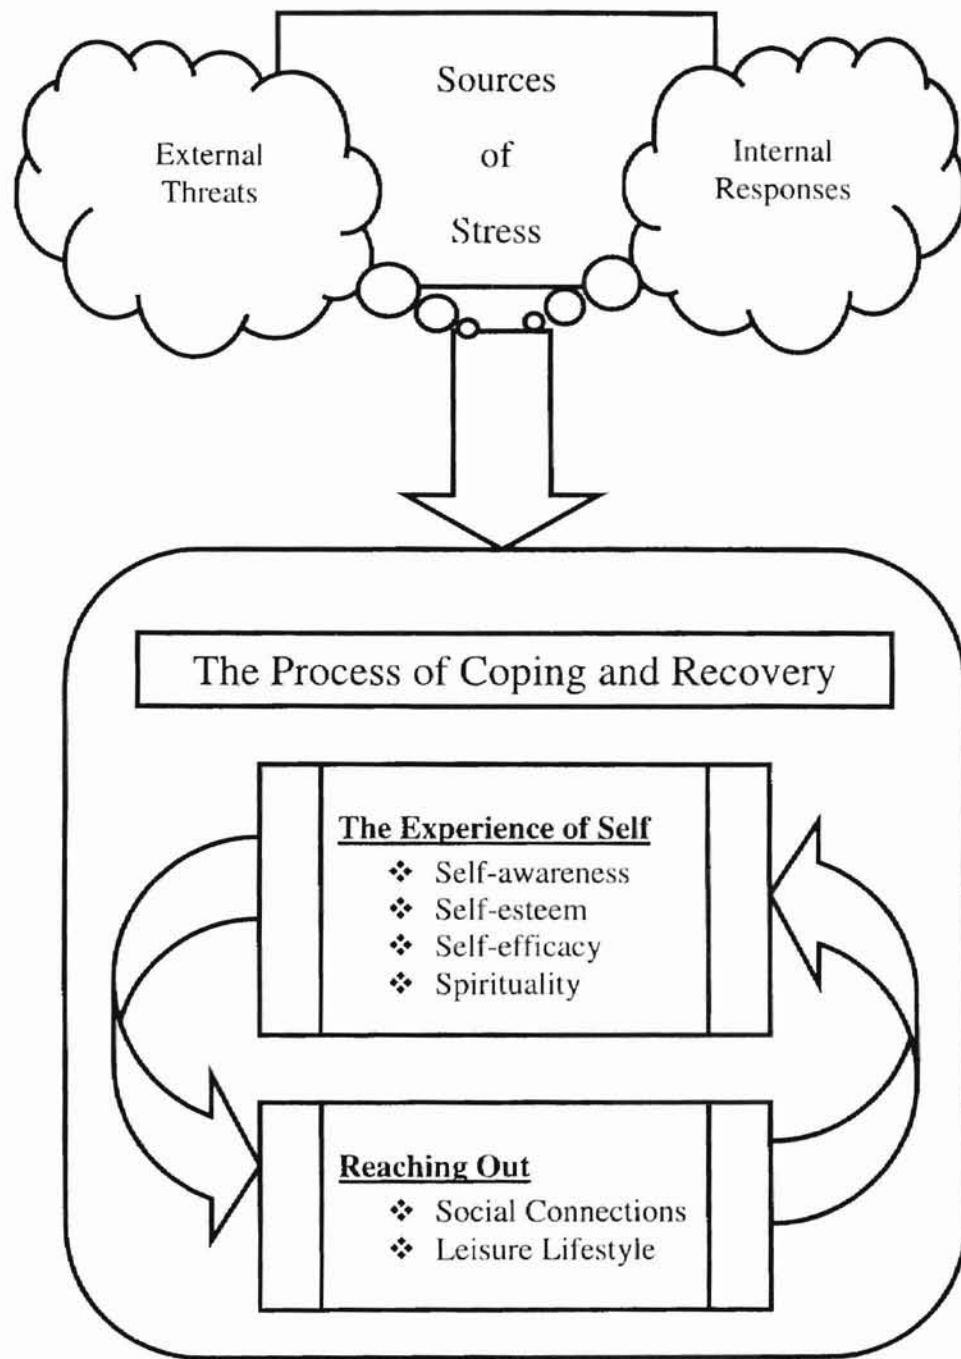 Sources
of
Stress
External
Threats
Internal
Responses
The Process of Coping and Recovery
The Experience of Self
❖ Self-awareness
❖ Self-esteem
❖ Self-efficacy
❖ Spirituality
Reaching Out
❖ Social Connections
❖ Leisure Lifestyle